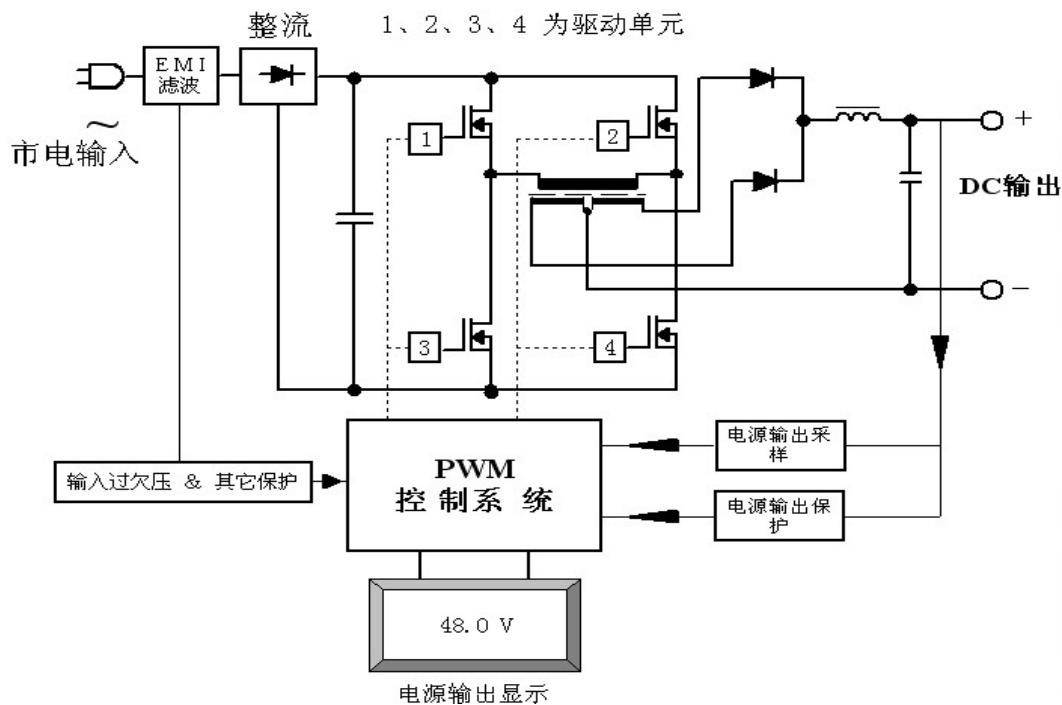 整流
1、2、3、4 为驱动单元
EMI
滤波
～
市电输入
1
2
+
DC输出
−
3
4
电源输出采
样
PWM
控制系统
输入过欠压 & 其它保护
电源输出保
护
48.0 V
电源输出显示